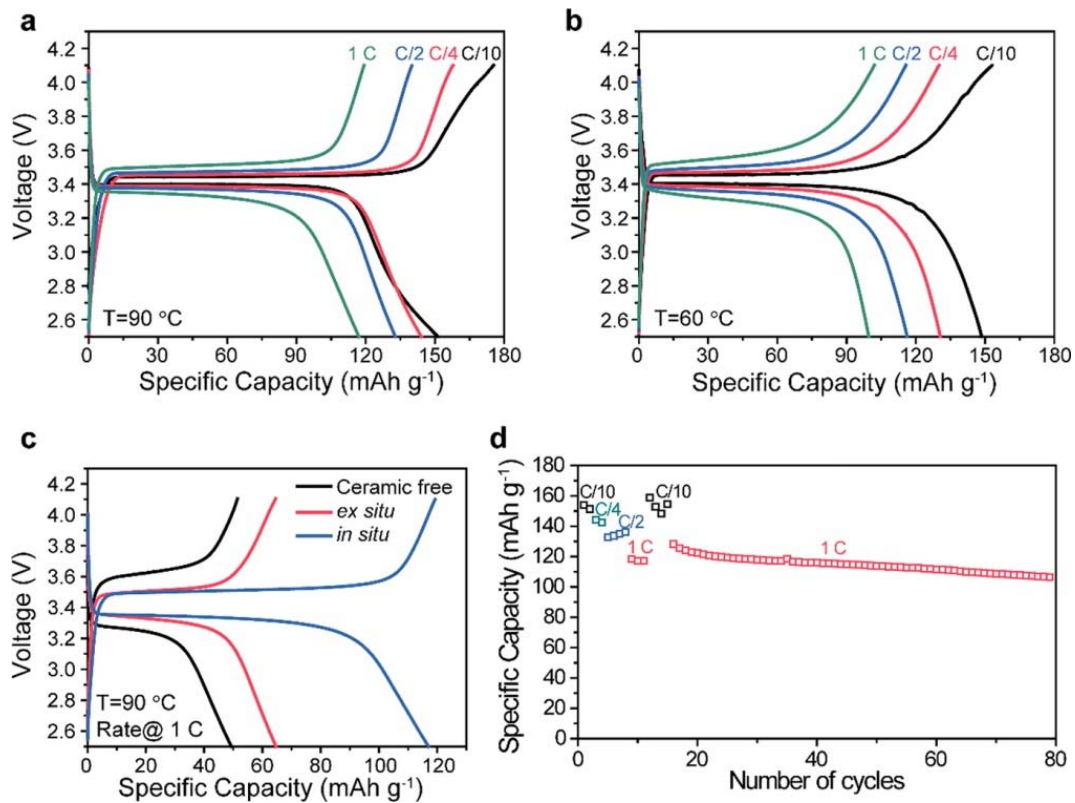 a
1 C C/2 C/4 C/10
4.2
4.0
3.8
3.6
3.4
3.2
3.0
2.8
2.6
Voltage (V)
T=90 °C
0 30 60 90 120 150 180
Specific Capacity (mAh g-1)
b
1 C C/2 C/4 C/10
4.2
4.0
3.8
3.6
3.4
3.2
3.0
2.8
2.6
Voltage (V)
T=60 °C
0 30 60 90 120 150 180
Specific Capacity (mAh g-1)
c
4.2
4.0
3.8
3.6
3.4
3.2
3.0
2.8
2.6
Voltage (V)
Ceramic free
ex situ
in situ
T=90 °C
Rate@ 1 C
0 20 40 60 80 100 120
Specific Capacity (mAh g-1)
d
180
160
140
120
100
80
60
40
20
0
Specific Capacity (mAh g-1)
C/10
C/4
C/2
1 C
C/10
1 C
0 20 40 60 80
Number of cycles